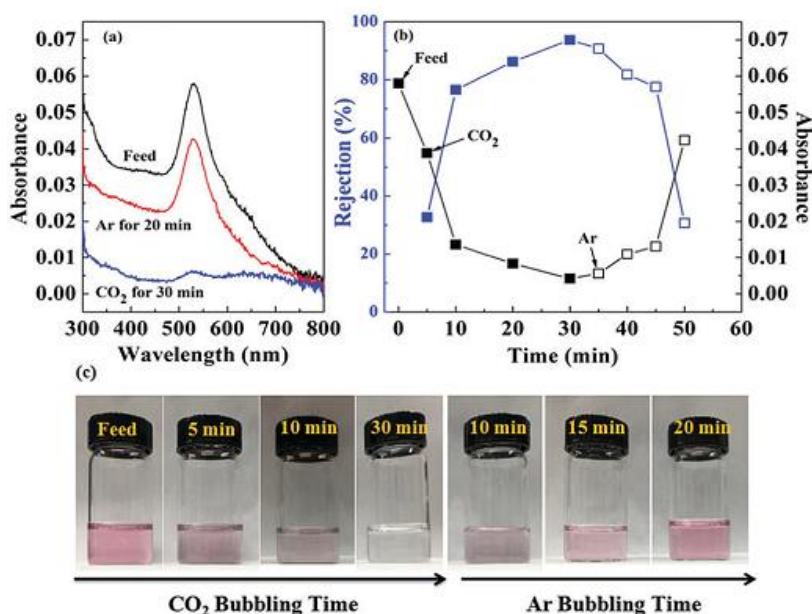 (a)
Absorbance
0.07
0.06
0.05
0.04
0.03
0.02
0.01
0.00
Feed
Ar for 20 min
CO₂ for 30 min
300 400 500 600 700 800
Wavelength (nm)
(b)
Rejection (%)
100
80
60
40
20
0
Feed
CO₂
Ar
0 10 20 30 40 50 60
Time (min)
0.07
0.06
0.05
0.04
0.03
0.02
0.01
0.00
Absorbance
(c)
Feed 5 min 10 min 30 min 10 min 15 min 20 min
CO₂ Bubbling Time Ar Bubbling Time